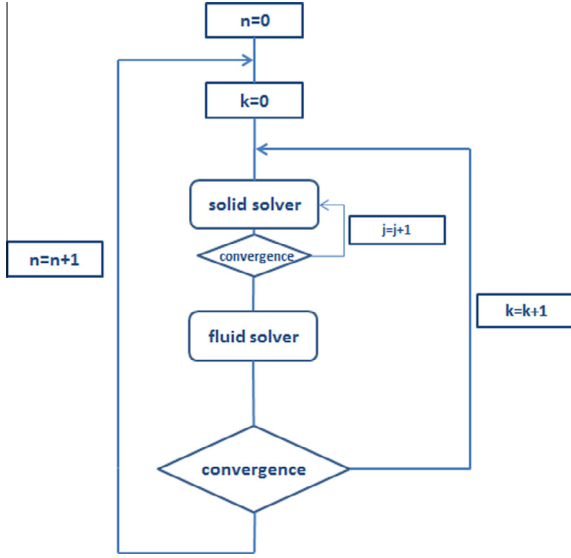 n=0
k=0
solid solver
j=j+1
convergence
n=n+1
k=k+1
fluid solver
convergence